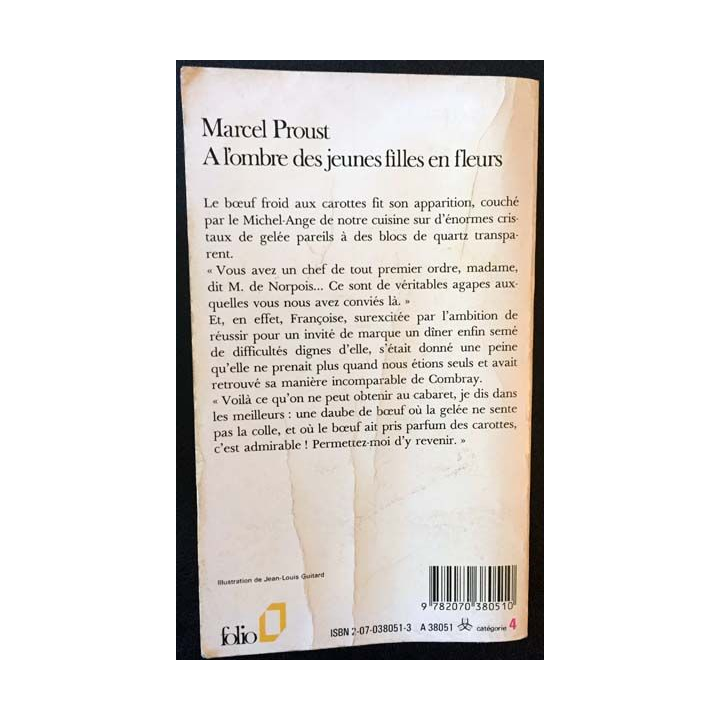 Marcel Proust
A l'ombre des jeunes filles en fleurs
Le bœuf froid aux carottes fit son apparition, couché
par le Michel-Ange de notre cuisine sur d'énormes cris-
taux de gelée pareils à des blocs de quartz transpa-
rent.
« Vous avez un chef de tout premier ordre, madame,
dit M. de Norpois... Ce sont de véritables agapes aux-
quelles vous nous avez conviés là. »
Et, en effet, Françoise, surexcitée par l'ambition de
réussir pour un invité de marque un dîner enfin semé
de difficultés dignes d'elle, s'était donné une peine
qu'elle ne prenait plus quand nous étions seuls et avait
retrouvé sa manière incomparable de Combray.
« Voilà ce qu'on ne peut obtenir au cabaret, je dis dans
les meilleurs : une daube de bœuf où la gelée ne sente
pas la colle, et où le bœuf ait pris parfum des carottes,
c'est admirable ! Permettez-moi d'y revenir. »
Illustration de Jean-Louis Guitard
9 782070 380510
folio
ISBN 2-07-038051-3 A 38051 catégorie 4